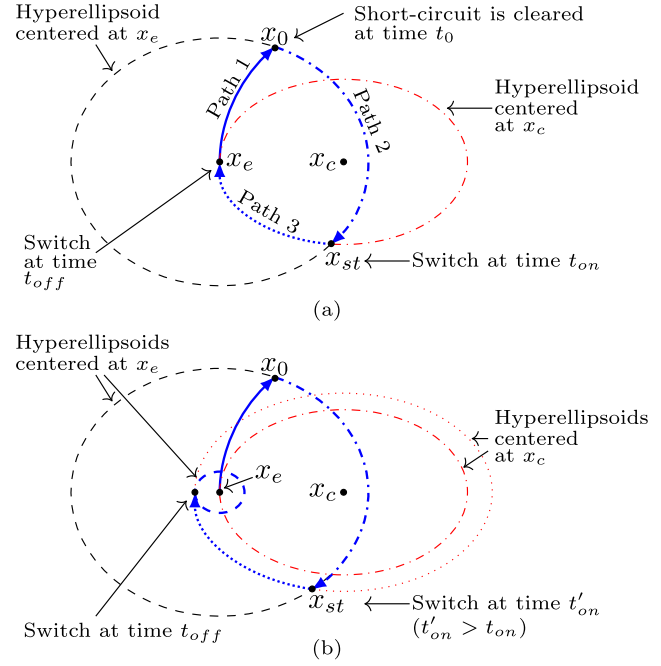 Hyperellipsoid
centered at x_e
x_0
Short-circuit is cleared
at time t_0
Path 1
Path 2
Hyperellipsoid
centered
at x_c
x_e
x_c
Path 3
Switch
at time
t_off
x_st
Switch at time t_on
(a)
Hyperellipsoids
centered at x_e
x_0
Hyperellipsoids
centered
at x_c
x_e
x_c
x_st
Switch at time t'_on
(t'_on > t_on)
Switch at time t_off
(b)